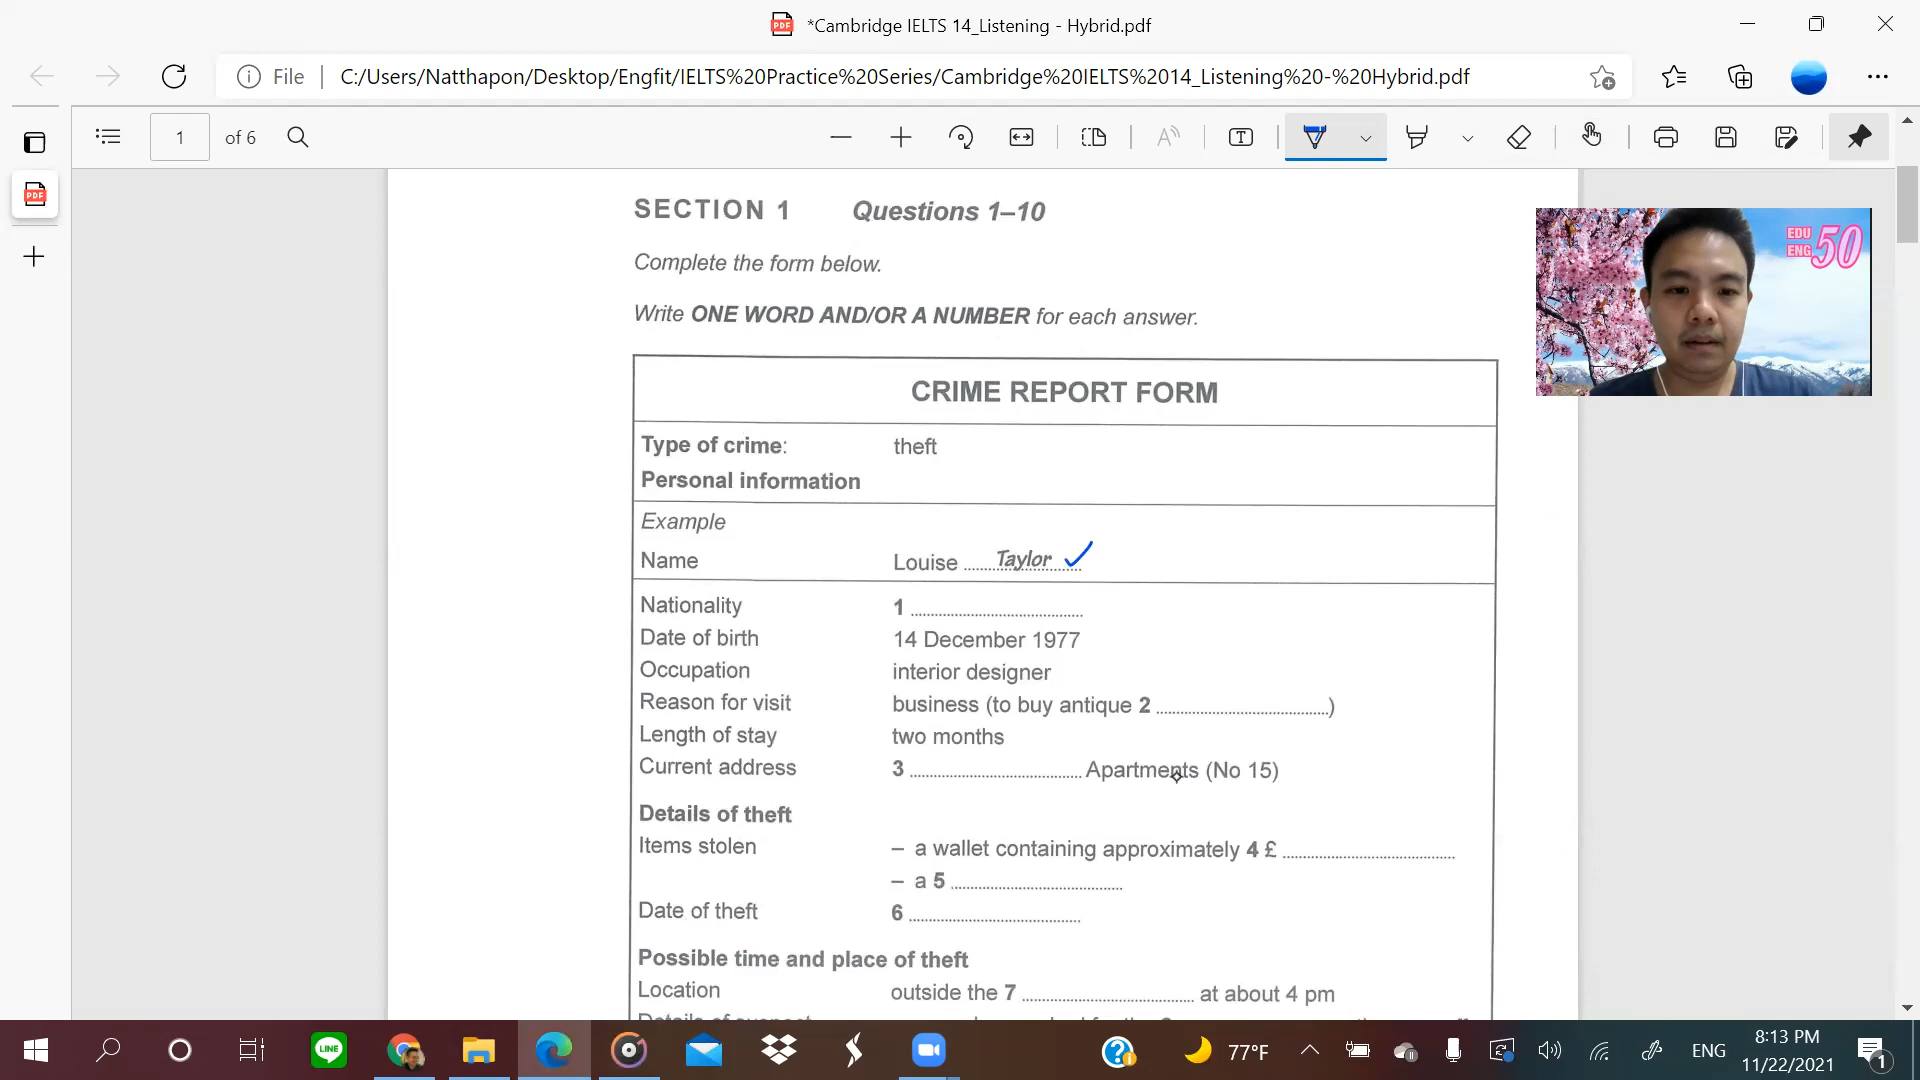 *Cambridge IELTS 14_Listening - Hybrid.pdf
File
C:/Users/Natthapon/Desktop/Engfit/IELTS%20Practice%20Series/Cambridge%20IELTS%2014_Listening%20-%20Hybrid.pdf
1 of 6
SECTION 1 Questions 1–10
EDU
ENG 50
Complete the form below.
Write ONE WORD AND/OR A NUMBER for each answer.
CRIME REPORT FORM
Type of crime: theft
Personal information
Example
Name Louise Taylor
Nationality 1
Date of birth 14 December 1977
Occupation interior designer
Reason for visit business (to buy antique 2 )
Length of stay two months
Current address 3 Apartments (No 15)
Details of theft
Items stolen – a wallet containing approximately 4 £
– a 5
Date of theft 6
Possible time and place of theft
Location outside the 7 at about 4 pm
LINE
77°F
ENG
8:13 PM
11/22/2021
1